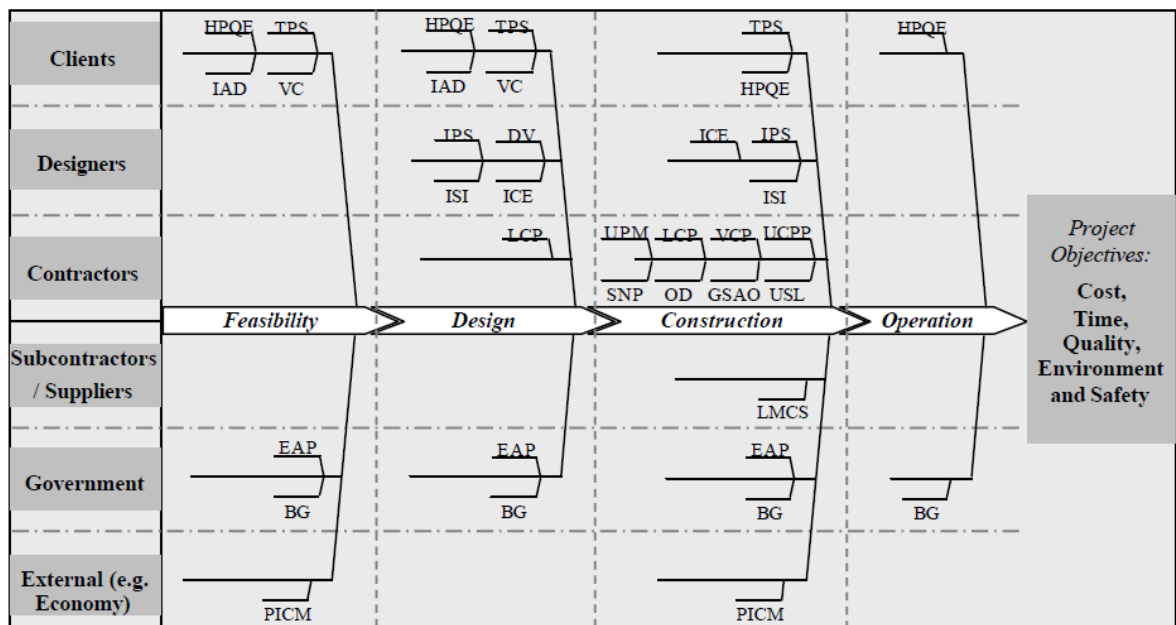 HPQE TPS HPQE TPS TPS HPQE
Clients
IAD VC IAD VC HPQE
IPS DV ICE IPS
Designers
ISI ICE ISI
LCP UPM LCP VCP UCPP
Contractors
SNP OD GSAO USL
Feasibility Design Construction Operation
Project
Objectives:
Cost,
Time,
Quality,
Environment
and Safety
Subcontractors
/ Suppliers
LMCS
EAP EAP EAP
Government
BG BG BG BG
External (e.g.
Economy)
PICM PICM